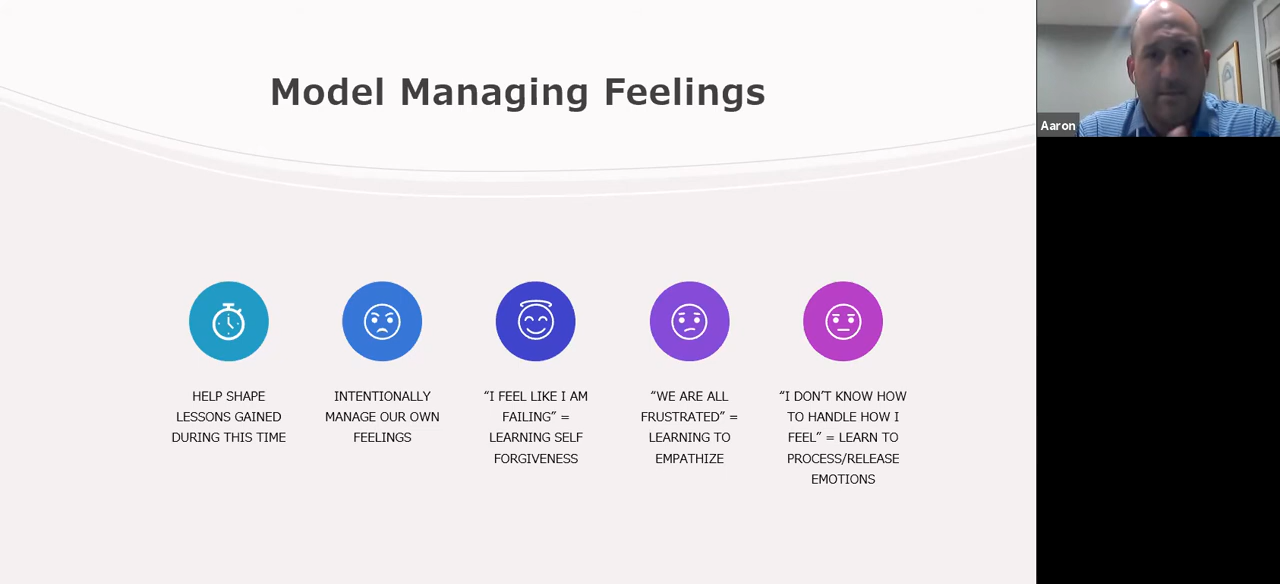 Model Managing Feelings
Aaron
HELP SHAPE
LESSONS GAINED
DURING THIS TIME
INTENTIONALLY
MANAGE OUR OWN
FEELINGS
“I FEEL LIKE I AM
FAILING” =
LEARNING SELF
FORGIVENESS
“WE ARE ALL
FRUSTRATED” =
LEARNING TO
EMPATHIZE
“I DON’T KNOW HOW
TO HANDLE HOW I
FEEL” = LEARN TO
PROCESS/RELEASE
EMOTIONS